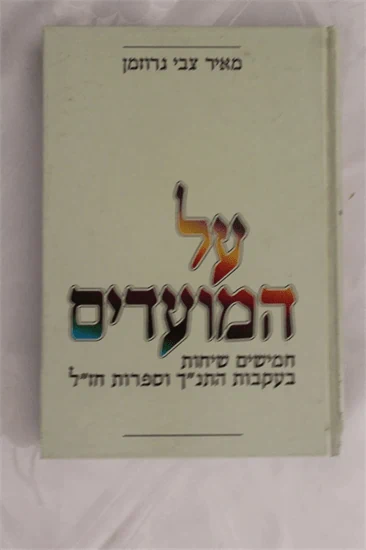 מאיר צבי גרוזמן
על
המועדים
חמישים שיחות
בעקבות התנ"ך וספרות חז"ל